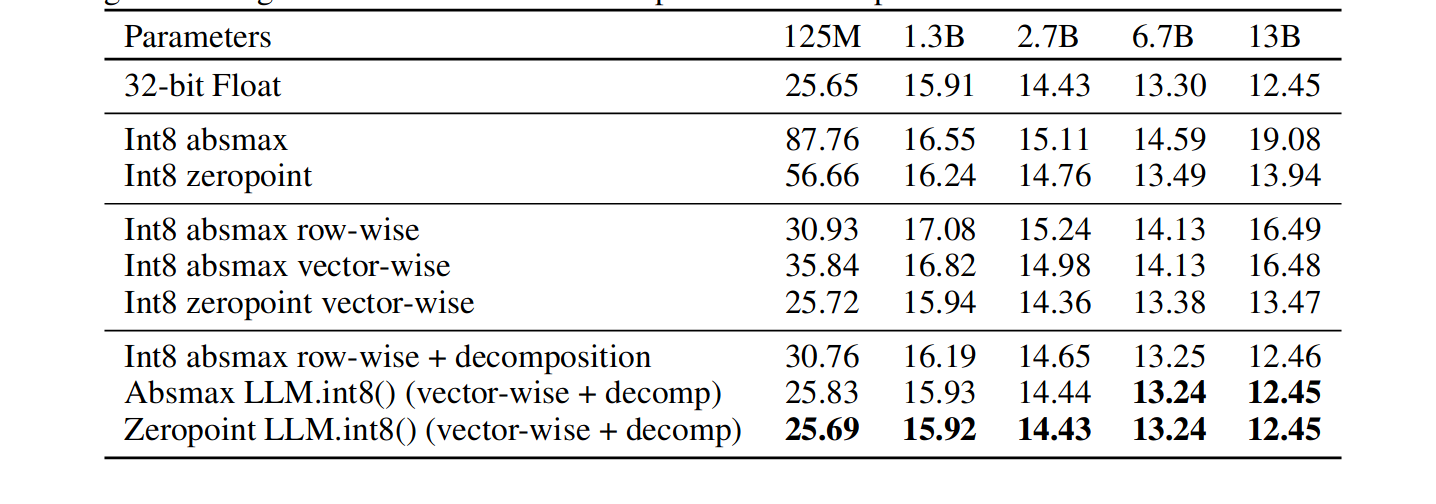 Parameters 125M 1.3B 2.7B 6.7B 13B
32-bit Float 25.65 15.91 14.43 13.30 12.45
Int8 absmax 87.76 16.55 15.11 14.59 19.08
Int8 zeropoint 56.66 16.24 14.76 13.49 13.94
Int8 absmax row-wise 30.93 17.08 15.24 14.13 16.49
Int8 absmax vector-wise 35.84 16.82 14.98 14.13 16.48
Int8 zeropoint vector-wise 25.72 15.94 14.36 13.38 13.47
Int8 absmax row-wise + decomposition 30.76 16.19 14.65 13.25 12.46
Absmax LLM.int8() (vector-wise + decomp) 25.83 15.93 14.44 13.24 12.45
Zeropoint LLM.int8() (vector-wise + decomp) 25.69 15.92 14.43 13.24 12.45